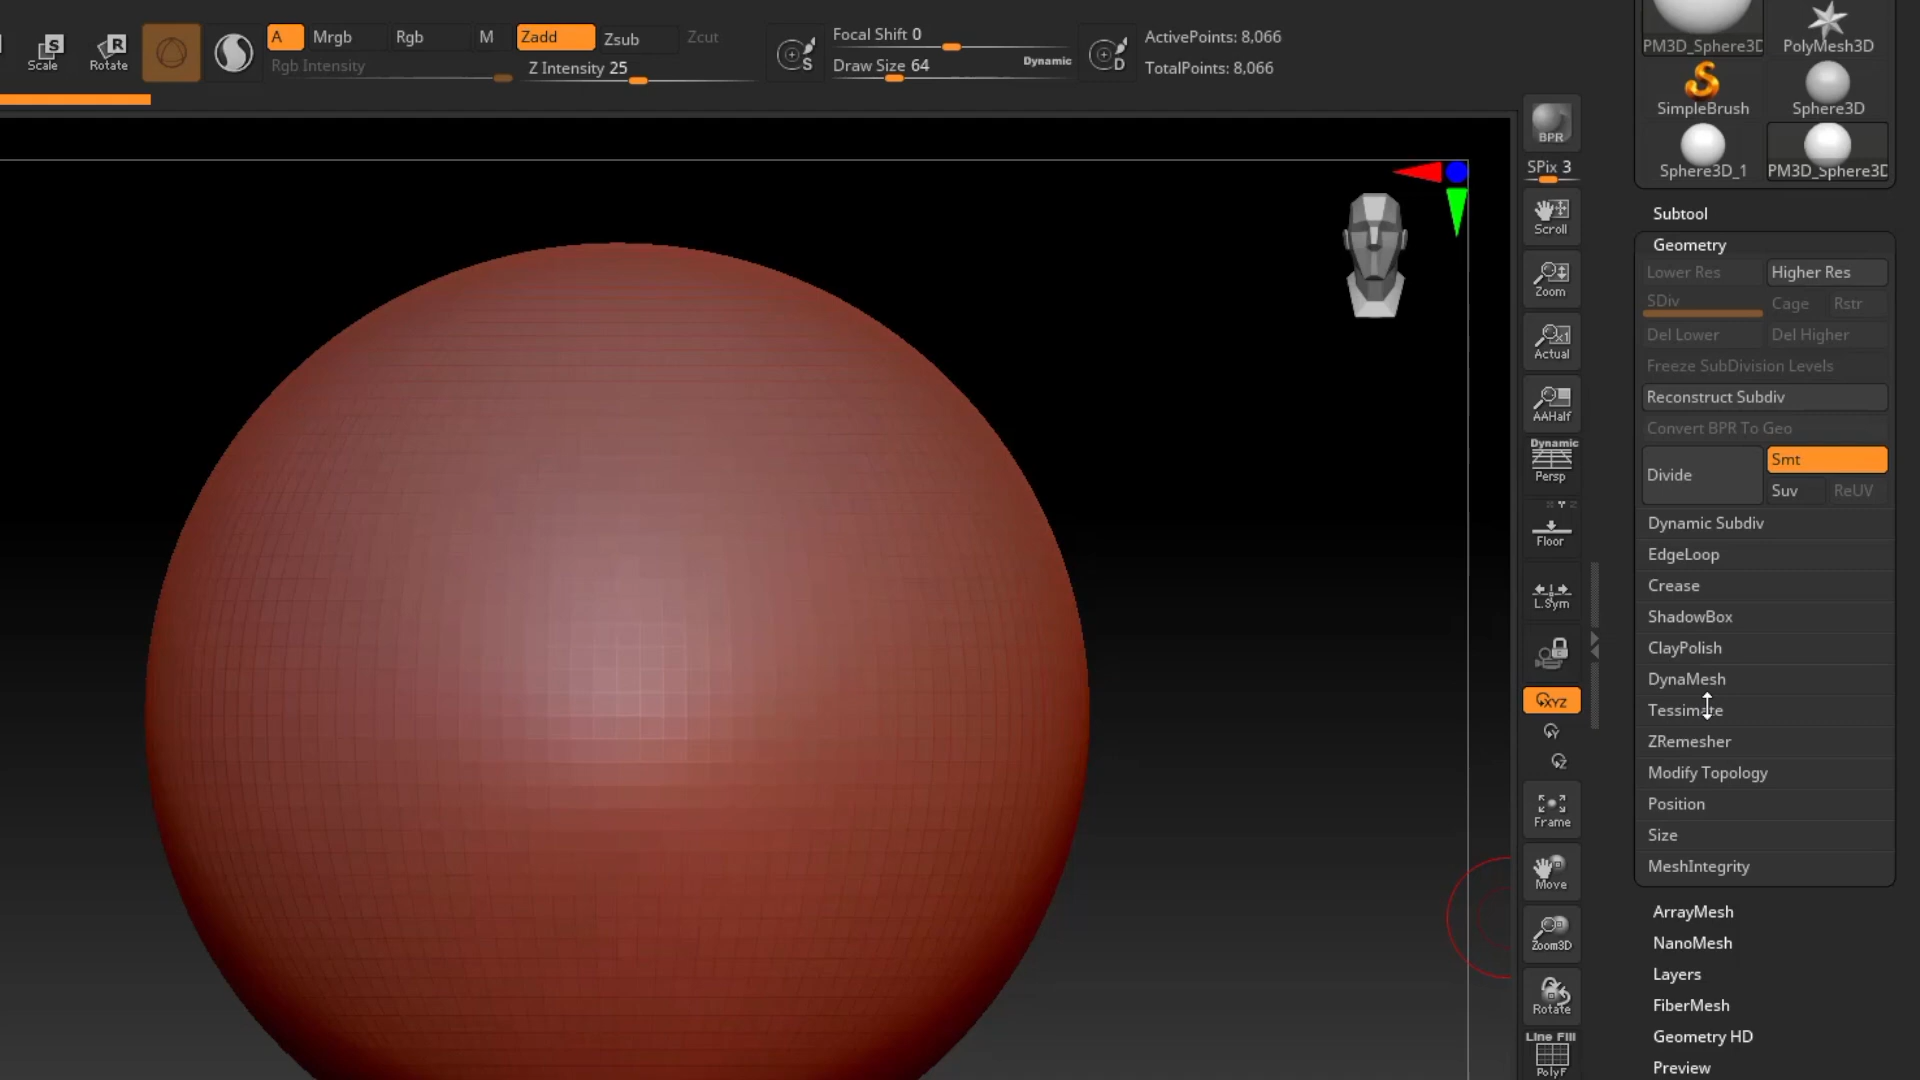 Scale
Rotate
A
Mrgb
Rgb
M
Zadd
Zsub
Zcut
Rgb Intensity
Z Intensity 25
S
Focal Shift 0
Draw Size 64
Dynamic
D
ActivePoints: 8,066
TotalPoints: 8,066
BPR
SPix 3
Scroll
Zoom
Actual
AAHalf
Dynamic
Persp
Floor
L.Sym
XYZ
Frame
Move
Zoom3D
Rotate
Line Fill
PolyF
PM3D_Sphere3D
PolyMesh3D
SimpleBrush
Sphere3D
Sphere3D_1
PM3D_Sphere3D
Subtool
Geometry
Lower Res
Higher Res
SDiv
Cage
Rstr
Del Lower
Del Higher
Freeze SubDivision Levels
Reconstruct Subdiv
Convert BPR To Geo
Divide
Smt
Suv
ReUV
Dynamic Subdiv
EdgeLoop
Crease
ShadowBox
ClayPolish
DynaMesh
Tessimate
ZRemesher
Modify Topology
Position
Size
MeshIntegrity
ArrayMesh
NanoMesh
Layers
FiberMesh
Geometry HD
Preview